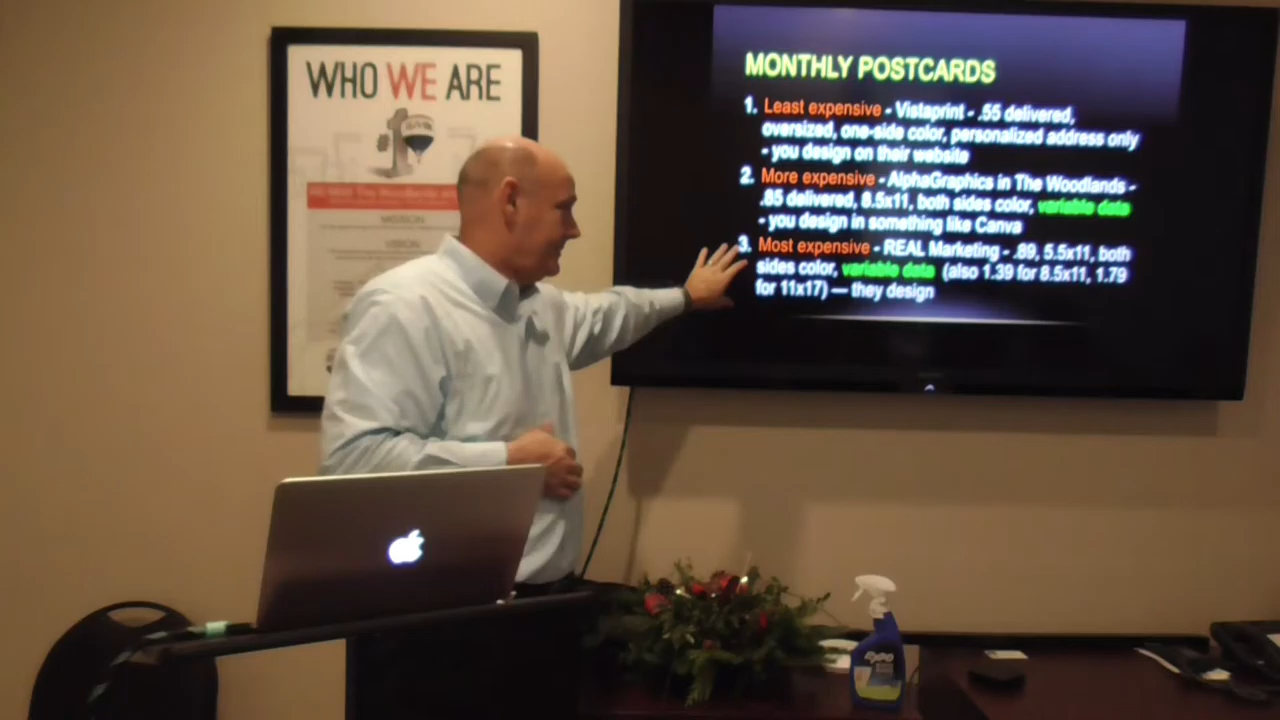 WHO WE ARE
MISSION
VISION
MONTHLY POSTCARDS
1. Least expensive - Vistaprint - .55 delivered,
oversized, one-side color, personalized address only
- you design on their website
2. More expensive - AlphaGraphics in The Woodlands -
.85 delivered, 8.5x11, both sides color, variable data
- you design in something like Canva
3. Most expensive - REAL Marketing - .89, 5.5x11, both
sides color, variable data (also 1.39 for 8.5x11, 1.79
for 11x17) — they design
EXPO